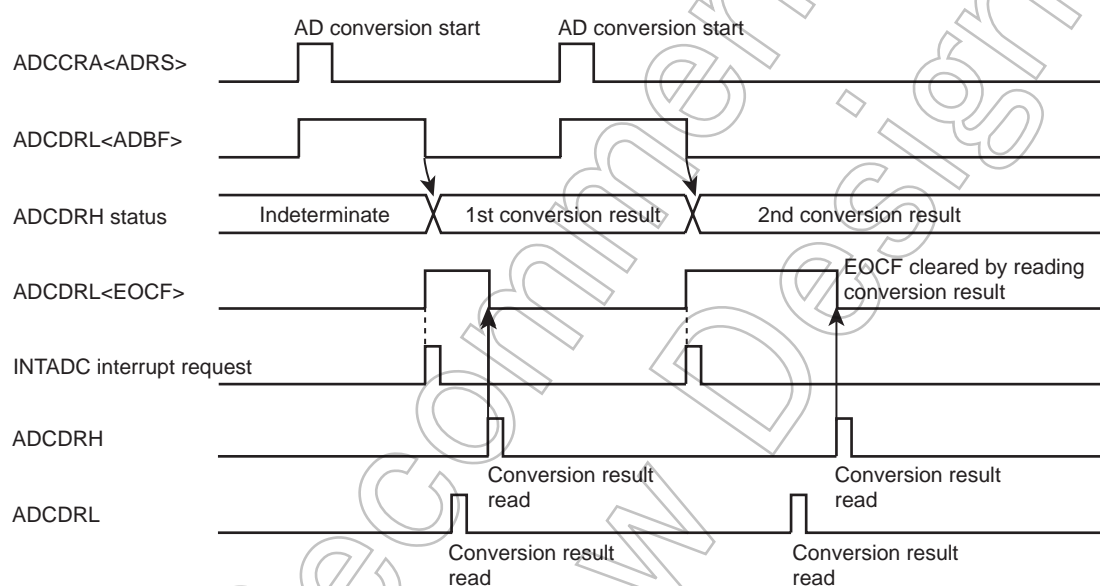 AD conversion start
AD conversion start
ADCCRA<ADRS>
ADCDRL<ADBF>
ADCDRH status
Indeterminate
1st conversion result
2nd conversion result
EOCF cleared by reading
conversion result
ADCDRL<EOCF>
INTADC interrupt request
ADCDRH
Conversion result
read
Conversion result
read
ADCDRL
Conversion result
read
Conversion result
read